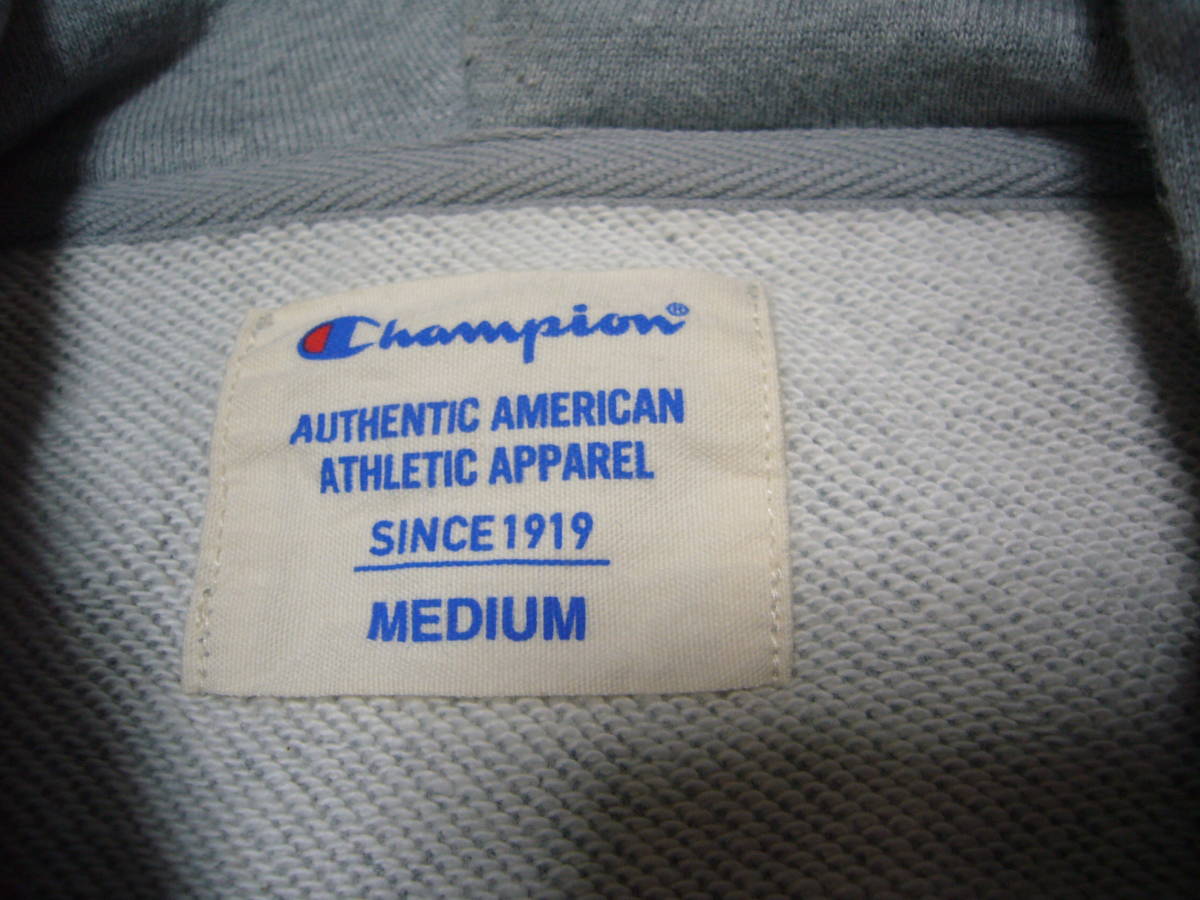 Champion®
AUTHENTIC AMERICAN
ATHLETIC APPAREL
SINCE 1919
MEDIUM